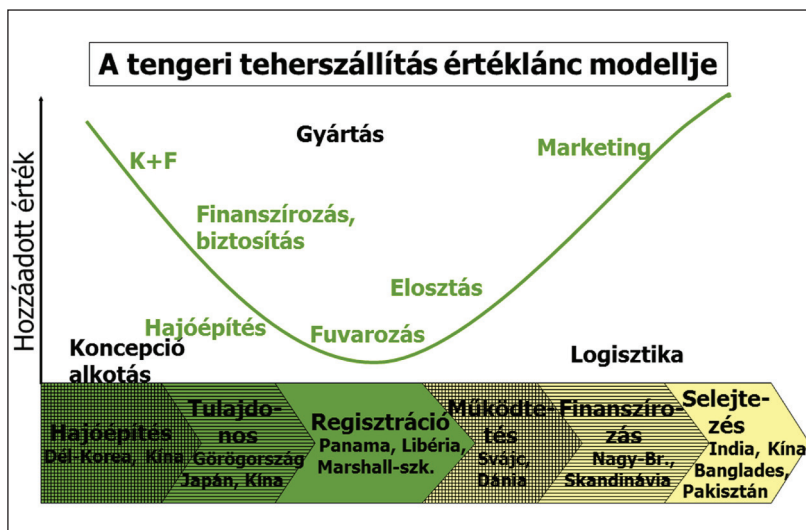 A tengeri teherszállítás értéklánc modellje
Hozzáadott érték
Gyártás
K+F
Marketing
Finanszírozás,
biztosítás
Elosztás
Hajóépítés
Fuvarozás
Koncepció
alkotás
Logisztika
Hajóépítés
Dél-Korea, Kína
Tulajdo-
nos
Görögország
Japán, Kína
Regisztráció
Panama, Libéria,
Marshall-szk.
Működte-
tés
Svájc,
Dánia
Finanszíro-
zás
Nagy-Br.,
Skandinávia
Selejte-
zés
India, Kína
Banglades,
Pakisztán